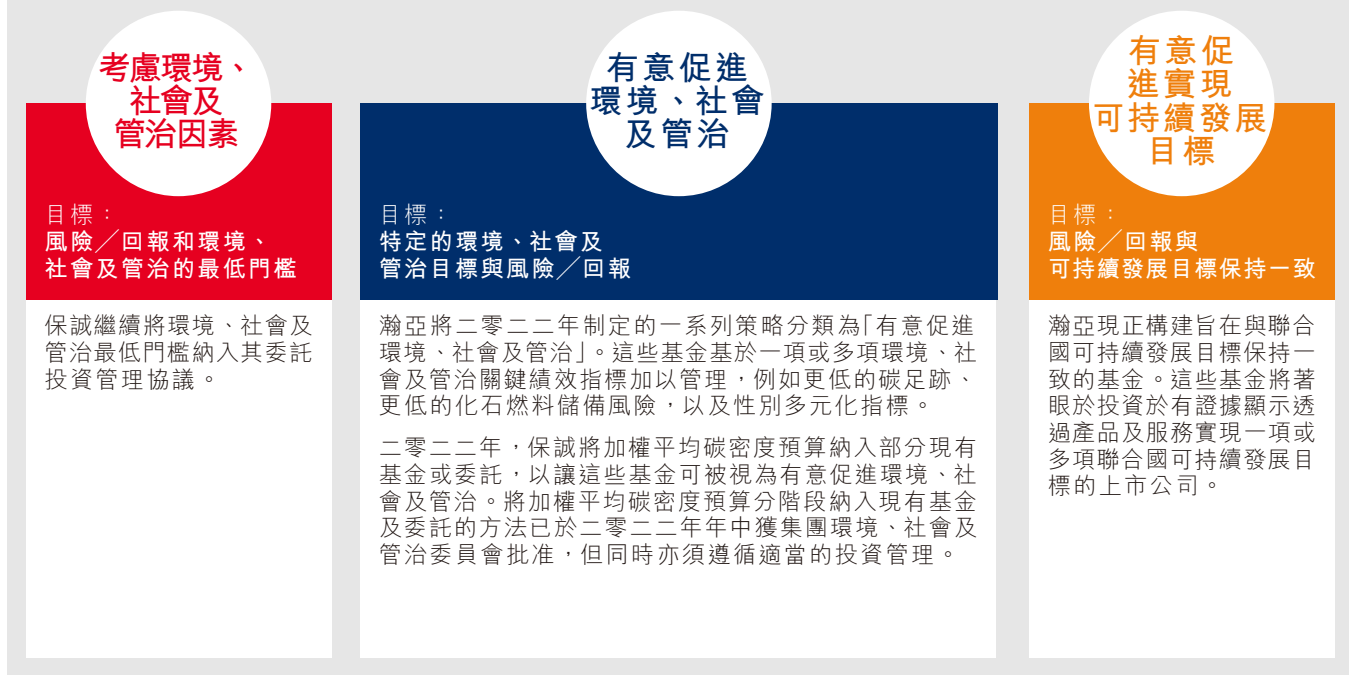 考慮環境、
社會及
管治因素
目標：
風險╱回報和環境、
社會及管治的最低門檻
保誠繼續將環境、社會及
管治最低門檻納入其委託
投資管理協議。
有意促進
環境、社會
及管治
目標：
特定的環境、社會及
管治目標與風險╱回報
瀚亞將二零二二年制定的一系列策略分類為「有意促進
環境、社會及管治」。這些基金基於一項或多項環境、社
會及管治關鍵績效指標加以管理，例如更低的碳足跡、
更低的化石燃料儲備風險，以及性別多元化指標。
二零二二年，保誠將加權平均碳密度預算納入部分現有
基金或委託，以讓這些基金可被視為有意促進環境、社
會及管治。將加權平均碳密度預算分階段納入現有基金
及委託的方法已於二零二二年年中獲集團環境、社會及
管治委員會批准，但同時亦須遵循適當的投資管理。
有意促
進實現
可持續發展
目標
目標：
風險╱回報與
可持續發展目標保持一致
瀚亞現正構建旨在與聯合
國可持續發展目標保持一
致的基金。這些基金將著
眼於投資於有證據顯示透
過產品及服務實現一項或
多項聯合國可持續發展目
標的上市公司。